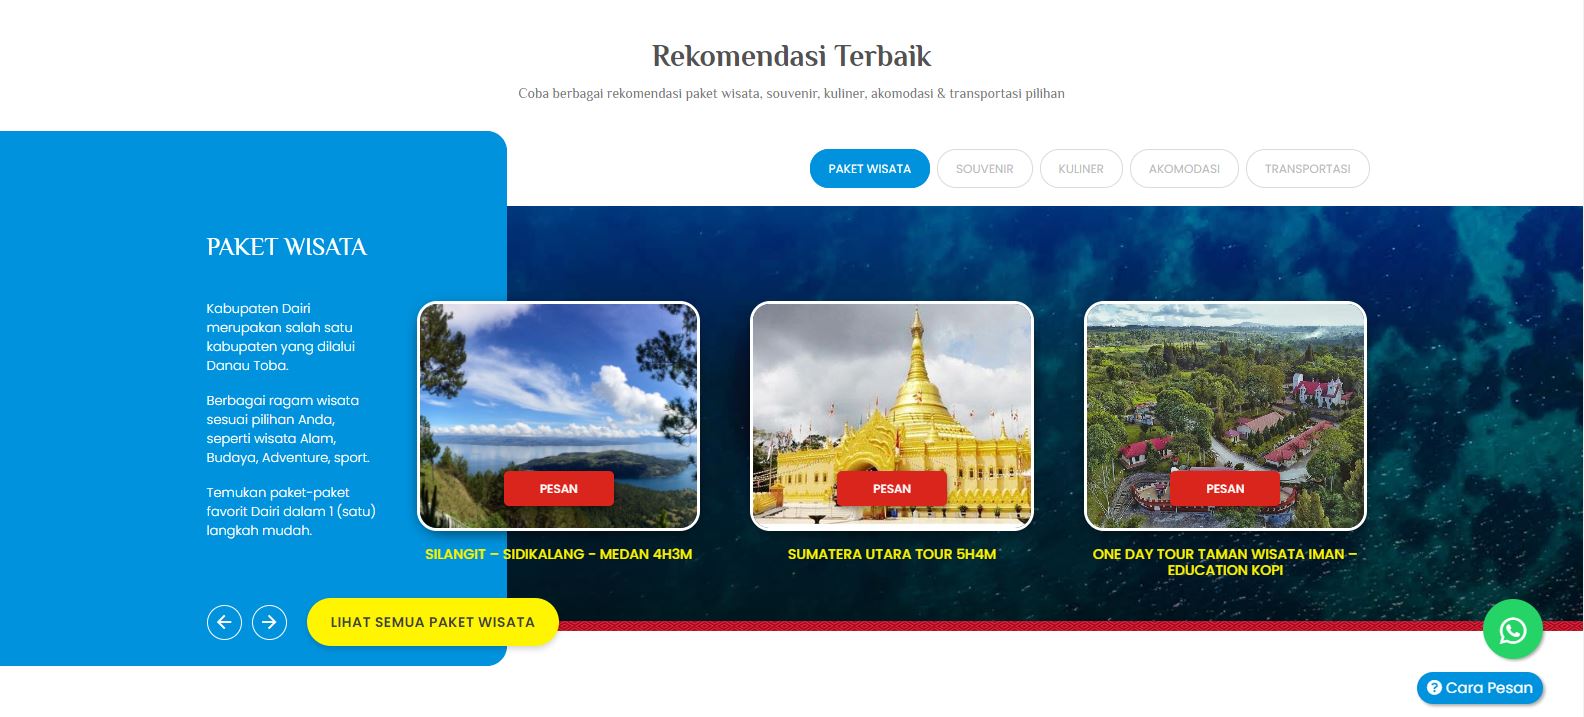 Rekomendasi Terbaik
Coba berbagai rekomendasi paket wisata, souvenir, kuliner, akomodasi & transportasi pilihan
PAKET WISATA
SOUVENIR
KULINER
AKOMODASI
TRANSPORTASI
PAKET WISATA
Kabupaten Dairi
merupakan salah satu
kabupaten yang dilalui
Danau Toba.
Berbagai ragam wisata
sesuai pilihan Anda,
seperti wisata Alam,
Budaya, Adventure, sport.
Temukan paket-paket
favorit Dairi dalam 1 (satu)
langkah mudah.
PESAN
SILANGIT – SIDIKALANG - MEDAN 4H3M
PESAN
SUMATERA UTARA TOUR 5H4M
PESAN
ONE DAY TOUR TAMAN WISATA IMAN –
EDUCATION KOPI
LIHAT SEMUA PAKET WISATA
Cara Pesan